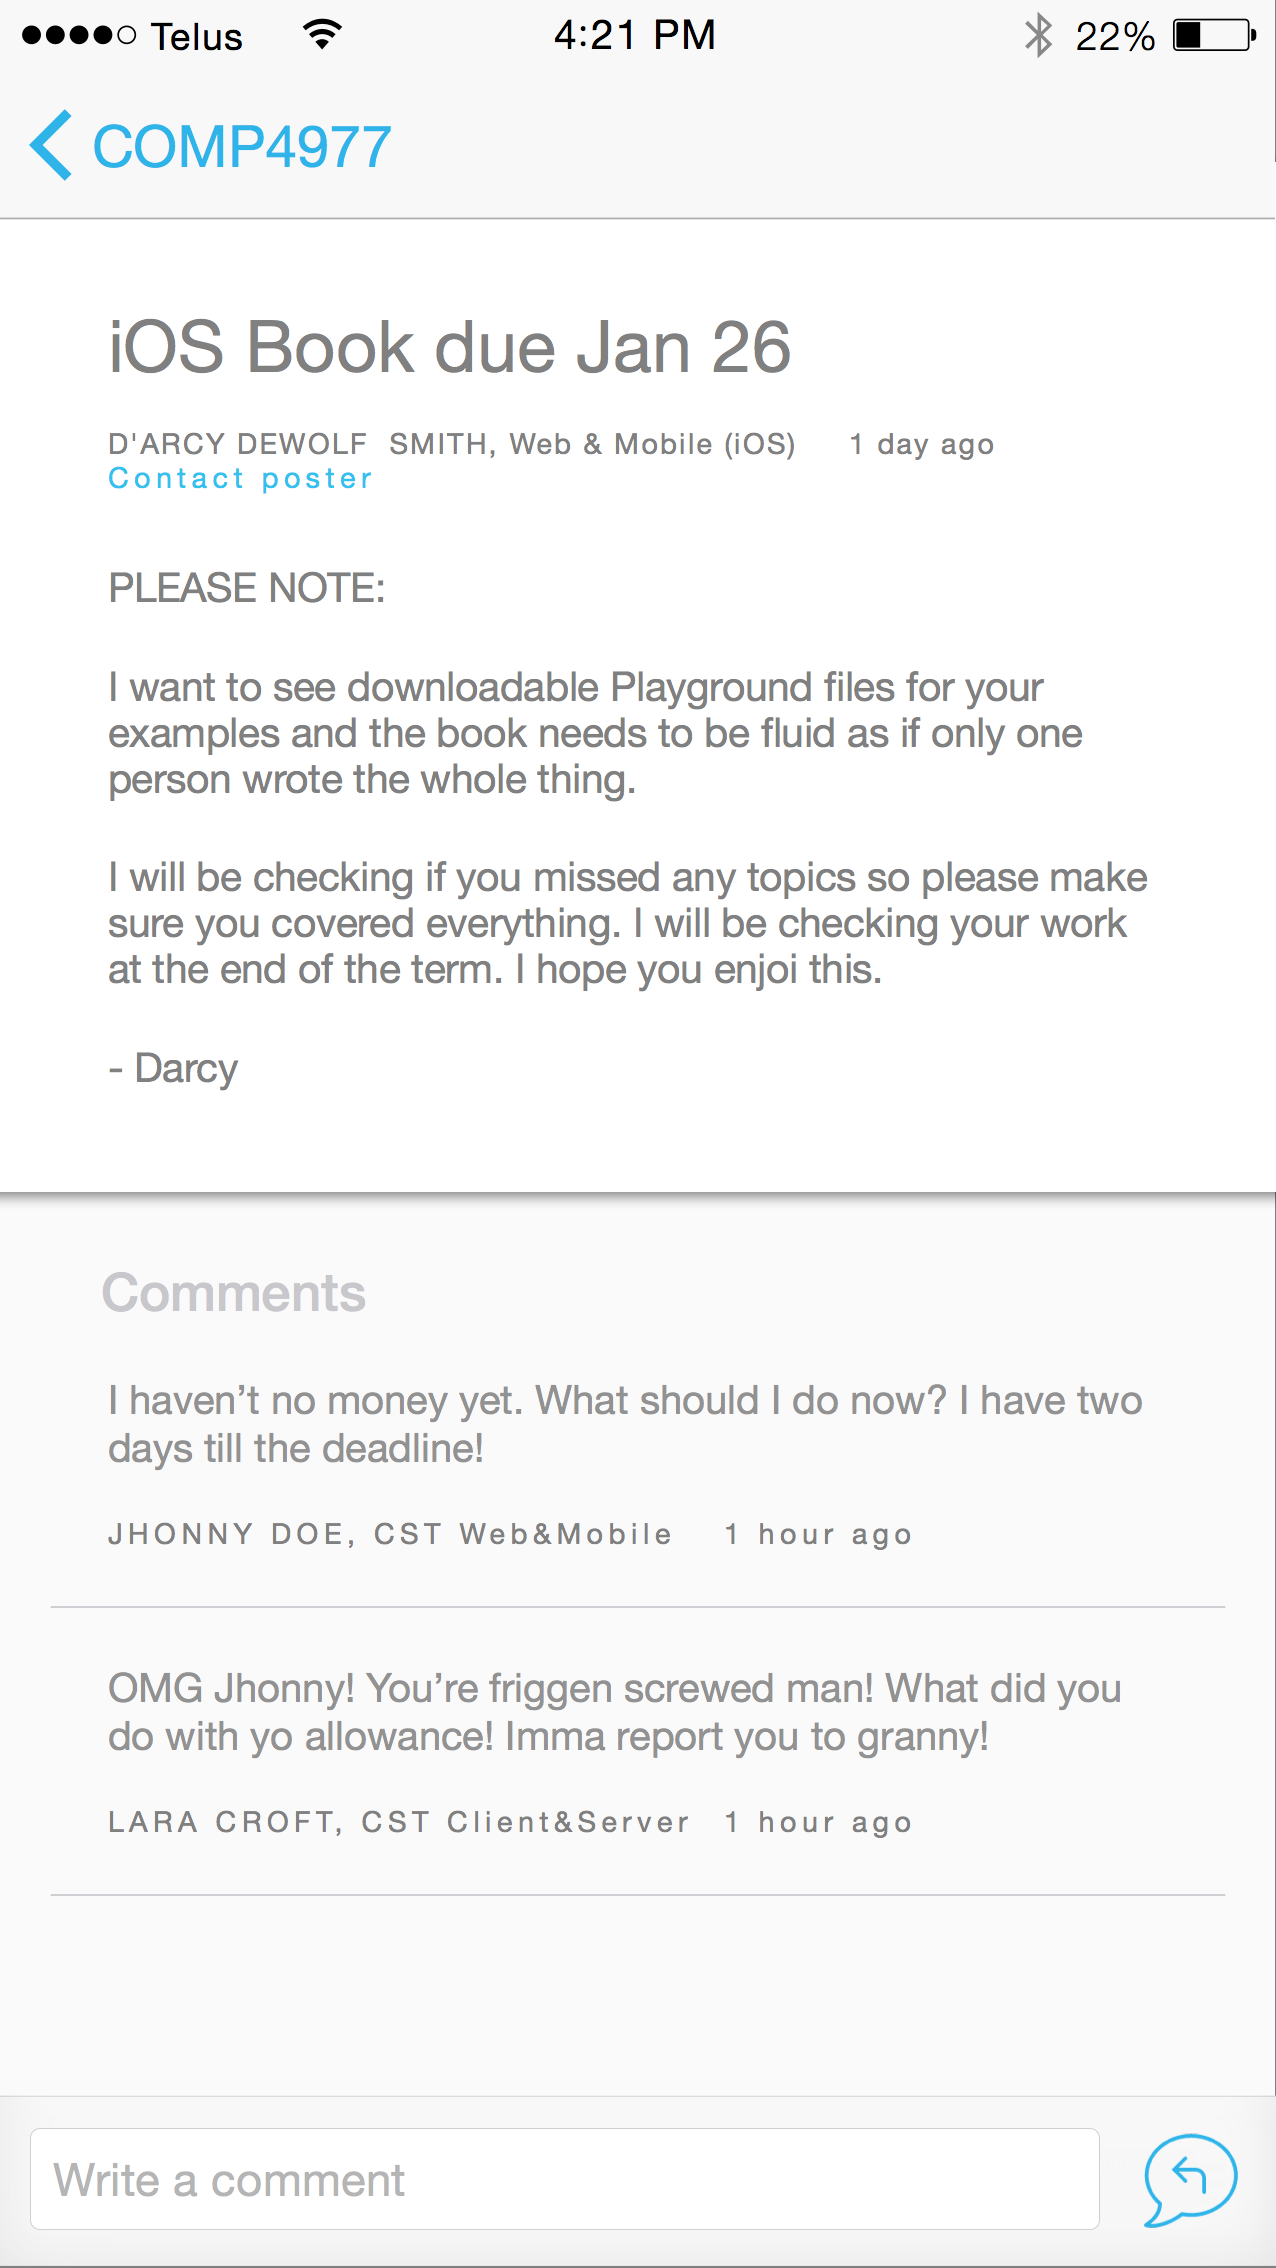 Telus 4:21 PM 22%
COMP4977
iOS Book due Jan 26
D'ARCY DEWOLF SMITH, Web & Mobile (iOS) 1 day ago
Contact poster
PLEASE NOTE:
I want to see downloadable Playground files for your
examples and the book needs to be fluid as if only one
person wrote the whole thing.
I will be checking if you missed any topics so please make
sure you covered everything. I will be checking your work
at the end of the term. I hope you enjoi this.
- Darcy
Comments
I haven’t no money yet. What should I do now? I have two
days till the deadline!
JHONNY DOE, CST Web&Mobile 1 hour ago
OMG Jhonny! You’re friggen screwed man! What did you
do with yo allowance! Imma report you to granny!
LARA CROFT, CST Client&Server 1 hour ago
Write a comment